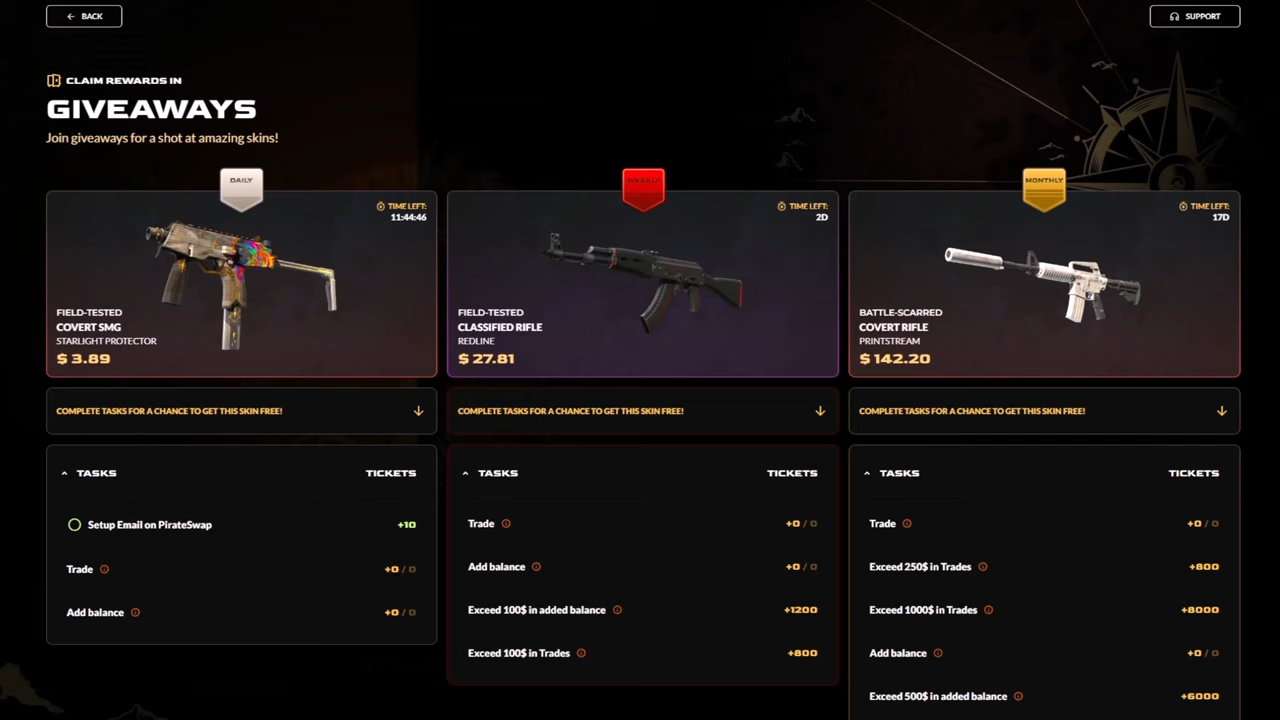 BACK
SUPPORT
CLAIM REWARDS IN
GIVEAWAYS
Join giveaways for a shot at amazing skins!
DAILY
TIME LEFT:
11:44:46
FIELD-TESTED
COVERT SMG
STARLIGHT PROTECTOR
$ 3.89
WEEKLY
TIME LEFT:
2D
FIELD-TESTED
CLASSIFIED RIFLE
REDLINE
$ 27.81
MONTHLY
TIME LEFT:
17D
BATTLE-SCARRED
COVERT RIFLE
PRINTSTREAM
$ 142.20
COMPLETE TASKS FOR A CHANCE TO GET THIS SKIN FREE!
COMPLETE TASKS FOR A CHANCE TO GET THIS SKIN FREE!
COMPLETE TASKS FOR A CHANCE TO GET THIS SKIN FREE!
TASKS TICKETS
Setup Email on PirateSwap +10
Trade +0 / 0
Add balance +0 / 0
TASKS TICKETS
Trade +0 / 0
Add balance +0 / 0
Exceed 100$ in added balance +1200
Exceed 100$ in Trades +800
TASKS TICKETS
Trade +0 / 0
Exceed 250$ in Trades +800
Exceed 1000$ in Trades +8000
Add balance +0 / 0
Exceed 500$ in added balance +6000